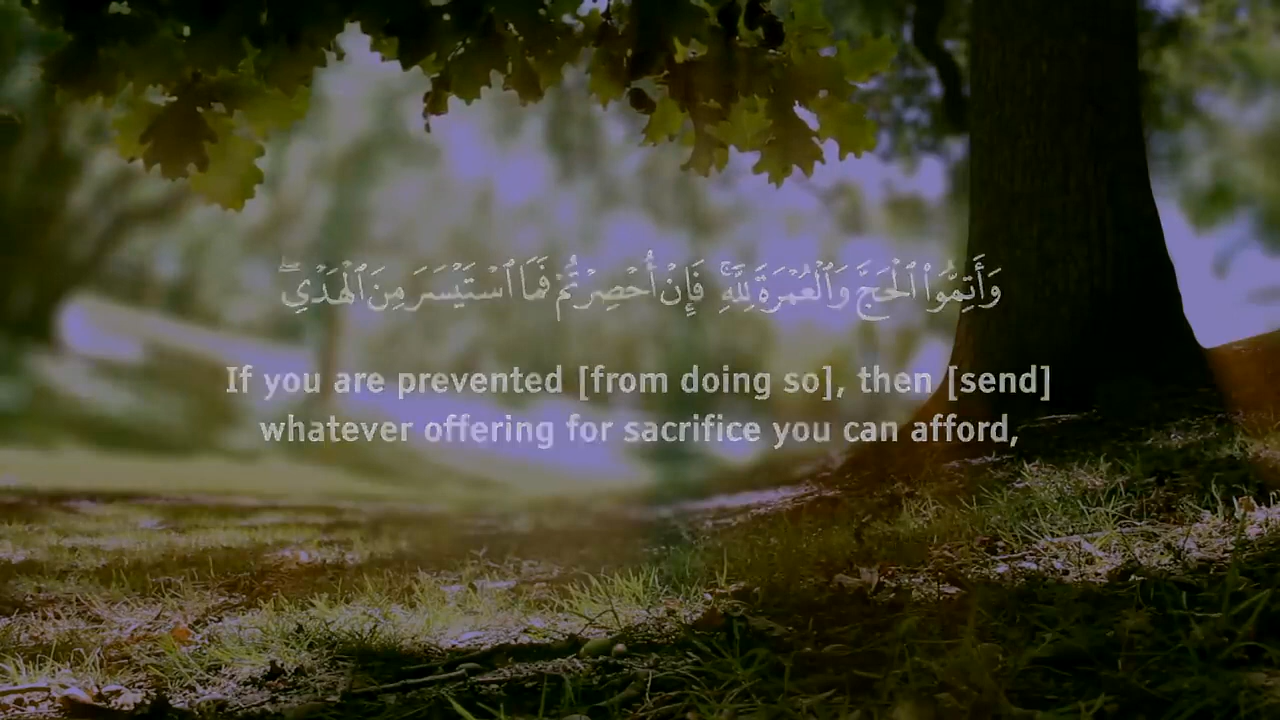 وَأَتِمُّوا۟ ٱلْحَجَّ وَٱلْعُمْرَةَ لِلَّهِ ۚ فَإِنْ أُحْصِرْتُمْ فَمَا ٱسْتَيْسَرَ مِنَ ٱلْهَدْىِ ۖ
If you are prevented [from doing so], then [send]
whatever offering for sacrifice you can afford,